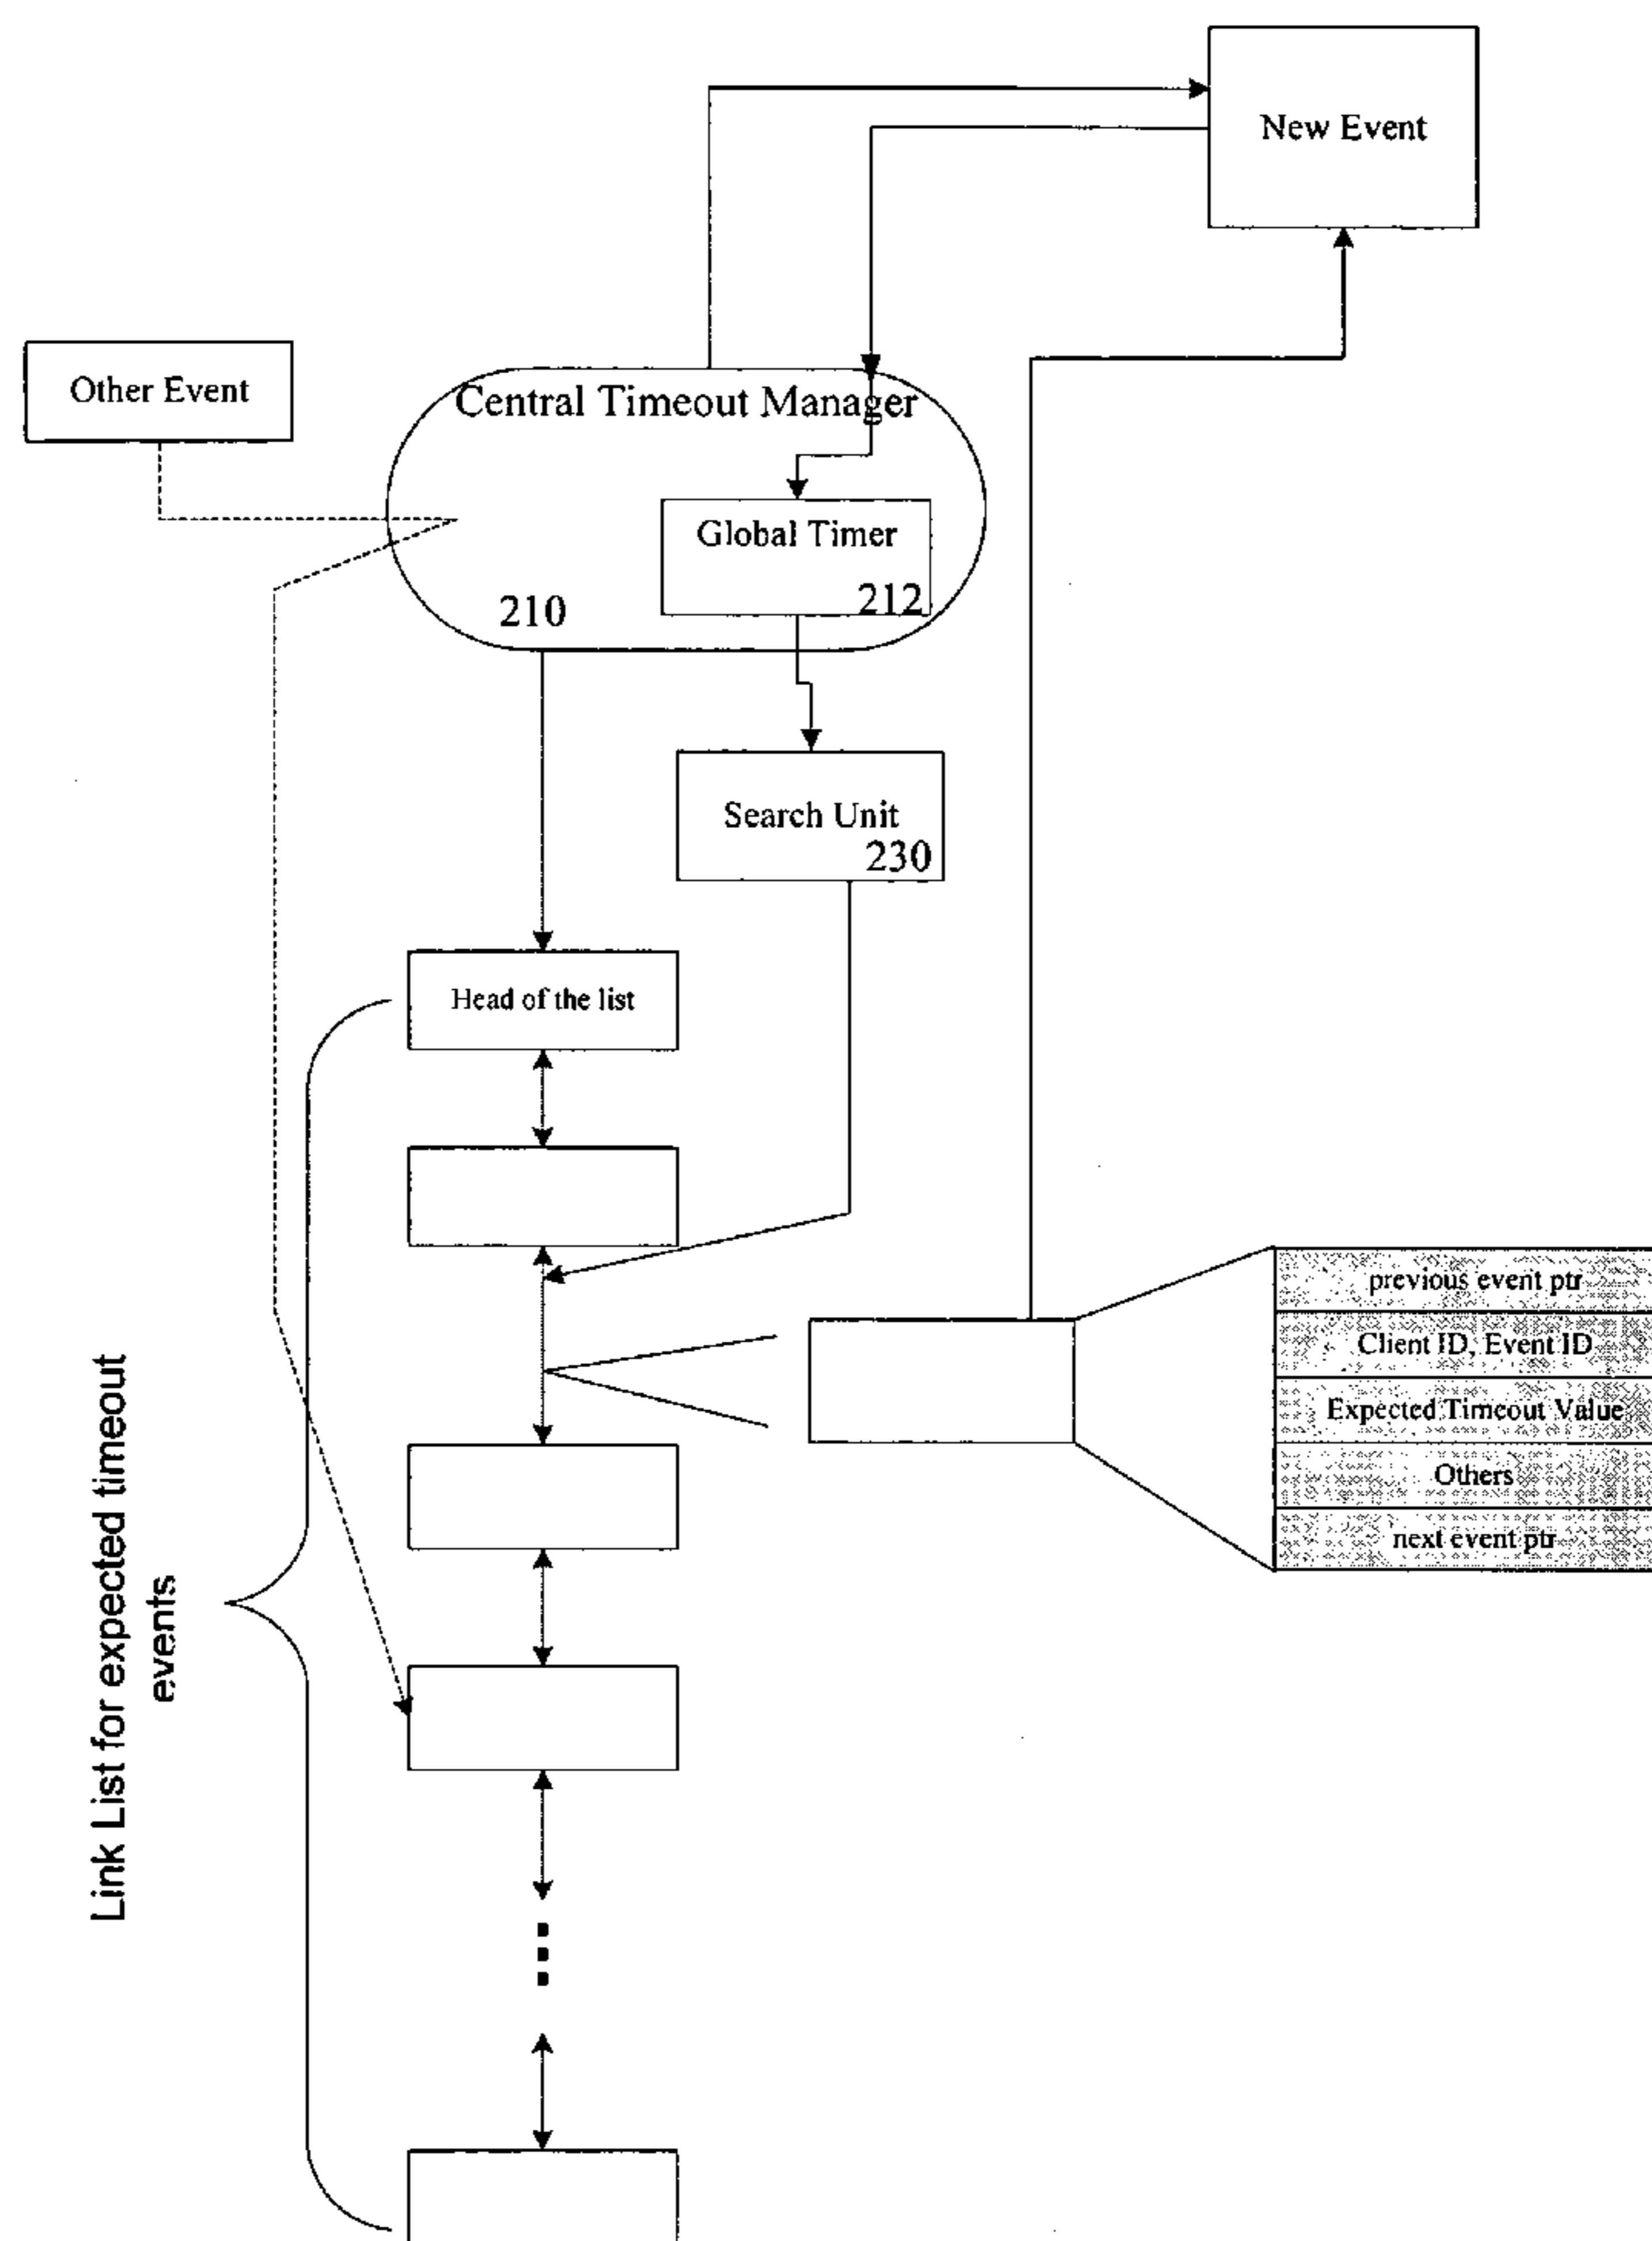 New Event
Other Event
Central Timeout Manager
Global Timer
212
210
Search Unit
230
Head of the list
previous event ptr
Client ID, Event ID
Expected Timeout Value
Others
next event ptr
Link List for expected timeout
events